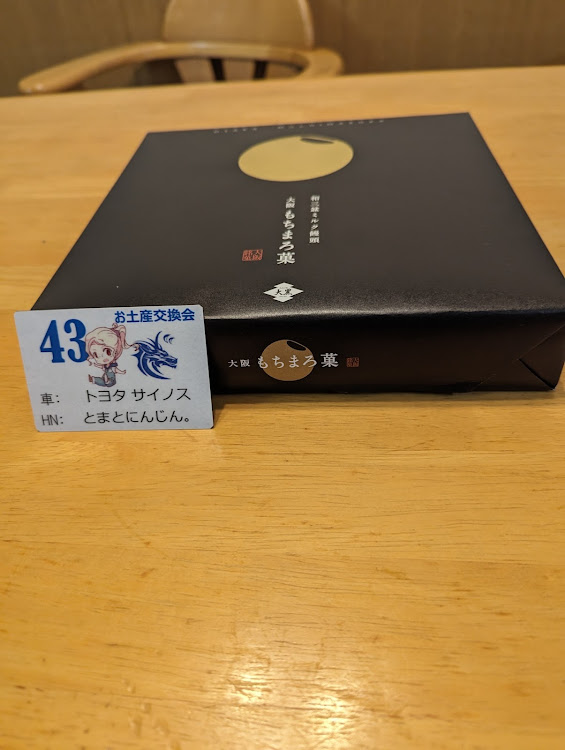 和三盆ミルク饅頭
大阪 もちまろ菓
大黒
大阪 もちまろ菓
43
お土産交換会
車: トヨタ サイノス
HN: とまとにんじん。